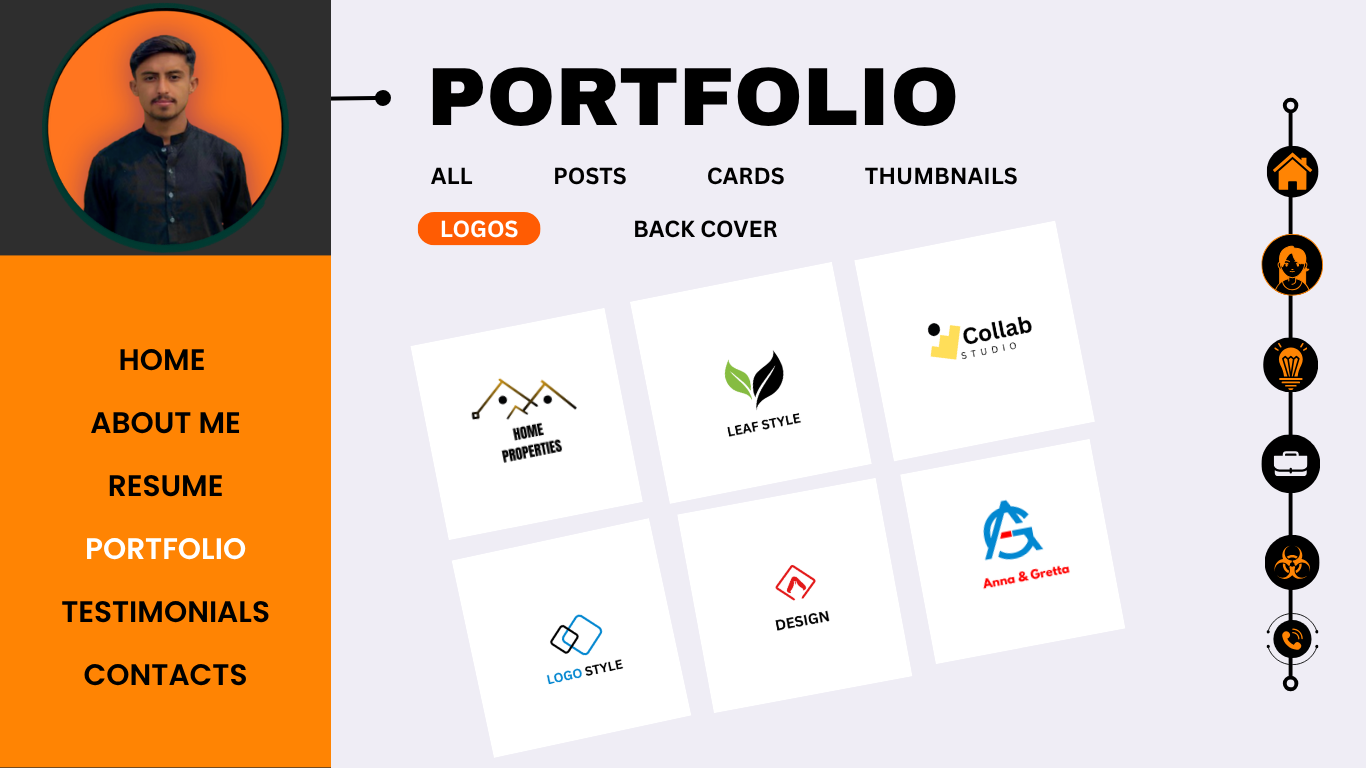 HOME
ABOUT ME
RESUME
PORTFOLIO
TESTIMONIALS
CONTACTS
PORTFOLIO
ALL POSTS CARDS THUMBNAILS
LOGOS BACK COVER
HOME
PROPERTIES
LEAF STYLE
Collab
STUDIO
LOGO STYLE
DESIGN
AG
Anna & Gretta